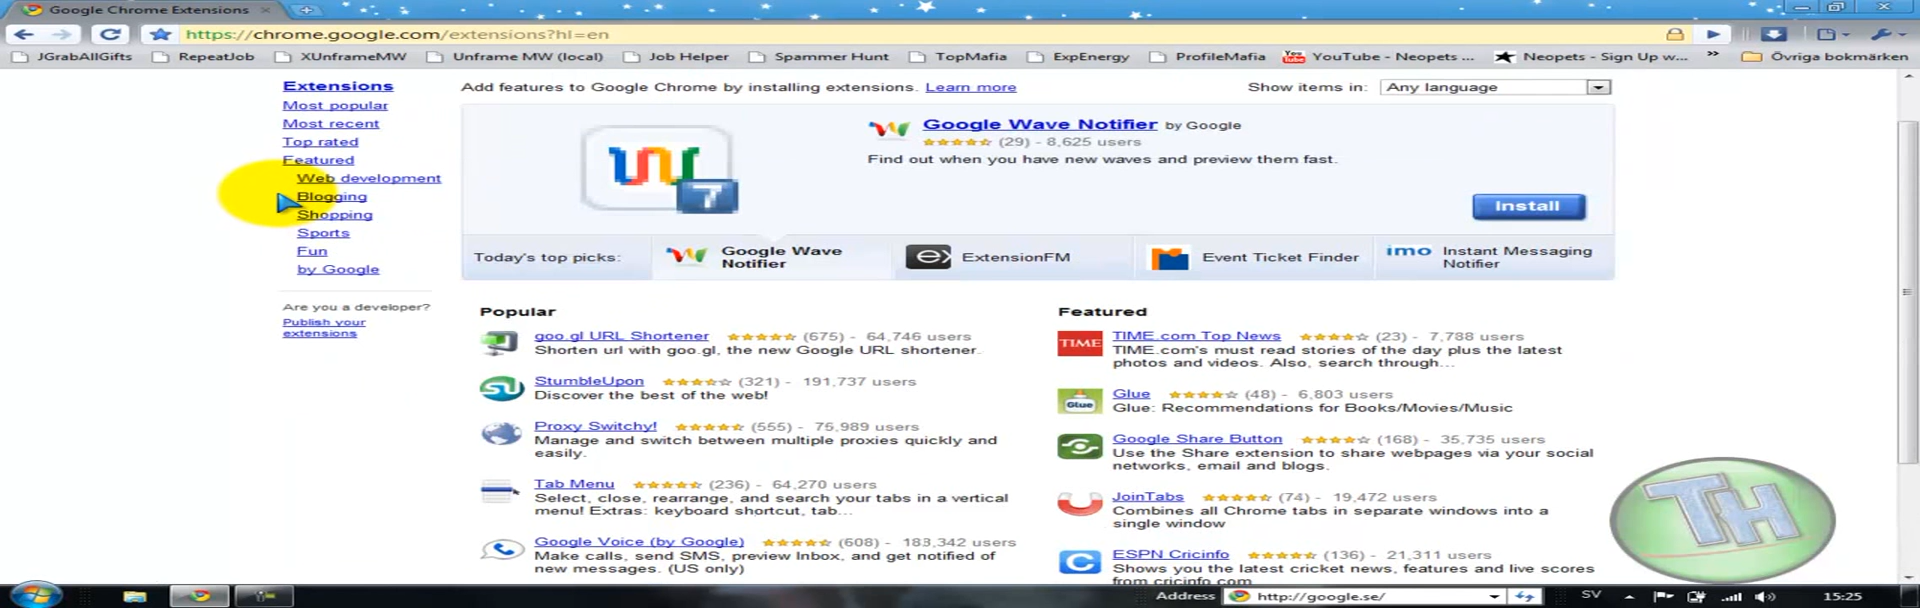 Google Chrome Extensions
https://chrome.google.com/extensions?hl=en
JGrabAllGifts RepeatJob XUnframeMW Unframe MW (local) Job Helper Spammer Hunt TopMafia ExpEnergy ProfileMafia YouTube - Neopets ... Neopets - Sign Up w... » Övriga bokmärken
Extensions
Most popular
Most recent
Top rated
Featured
Web development
Blogging
Shopping
Sports
Fun
by Google
Are you a developer?
Publish your
extensions
Add features to Google Chrome by installing extensions. Learn more
Show items in: Any language
Google Wave Notifier by Google
(29) - 8,625 users
Find out when you have new waves and preview them fast.
7
Install
Today's top picks:
Google Wave
Notifier
ExtensionFM
Event Ticket Finder
imo Instant Messaging
Notifier
Popular
goo.gl URL Shortener (675) - 64,746 users
Shorten url with goo.gl, the new Google URL shortener.
StumbleUpon (321) - 191,737 users
Discover the best of the web!
Proxy Switchy! (555) - 75,989 users
Manage and switch between multiple proxies quickly and
easily.
Tab Menu (236) - 64,270 users
Select, close, rearrange, and search your tabs in a vertical
menu! Extras: keyboard shortcut, tab...
Google Voice (by Google) (608) - 183,342 users
Make calls, send SMS, preview Inbox, and get notified of
new messages. (US only)
Featured
TIME TIME.com Top News (23) - 7,788 users
TIME.com's must read stories of the day plus the latest
photos and videos. Also, search through...
Glue Glue (48) - 6,803 users
Glue: Recommendations for Books/Movies/Music
Google Share Button (168) - 35,735 users
Use the Share extension to share webpages via your social
networks, email and blogs.
JoinTabs (74) - 19,472 users
Combines all Chrome tabs in separate windows into a
single window
ESPN Cricinfo (136) - 21,311 users
Shows you the latest cricket news, features and live scores
from cricinfo.com
TH
Address http://google.se/ SV 15:25